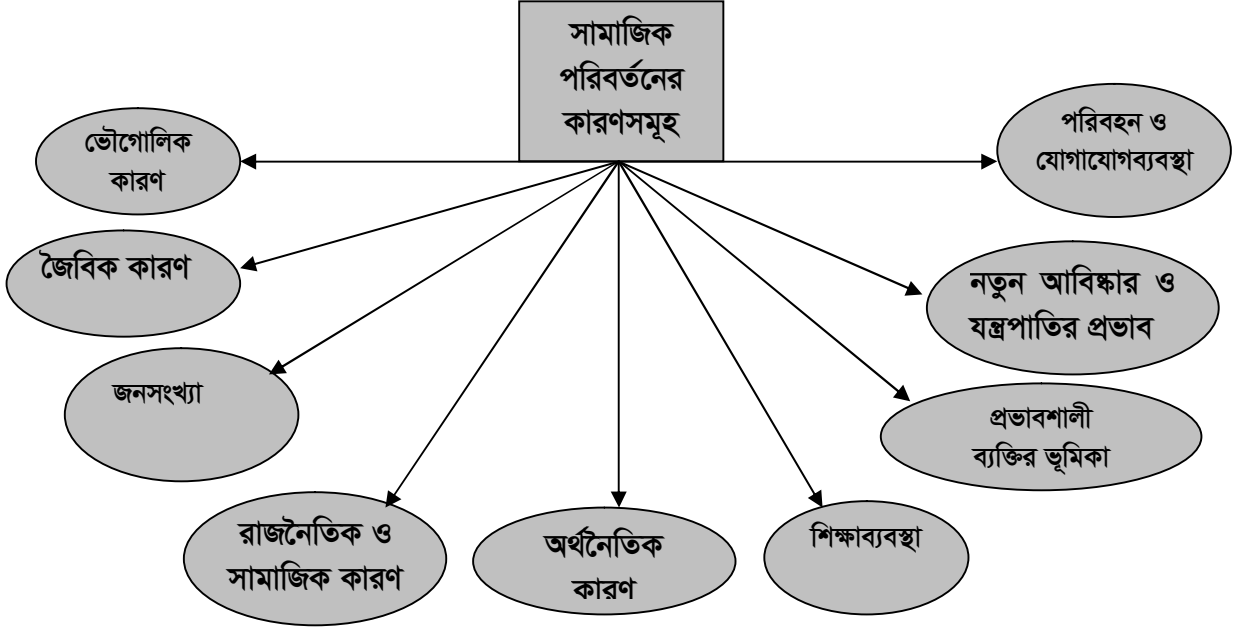 সামাজিক
পরিবর্তনের
কারণসমূহ
ভৌগোলিক
কারণ
জৈবিক কারণ
জনসংখ্যা
রাজনৈতিক ও
সামাজিক কারণ
অর্থনৈতিক
কারণ
শিক্ষাব্যবস্থা
প্রভাবশালী
ব্যক্তির ভূমিকা
নতুন আবিষ্কার ও
যন্ত্রপাতির প্রভাব
পরিবহন ও
যোগাযোগব্যবস্থা